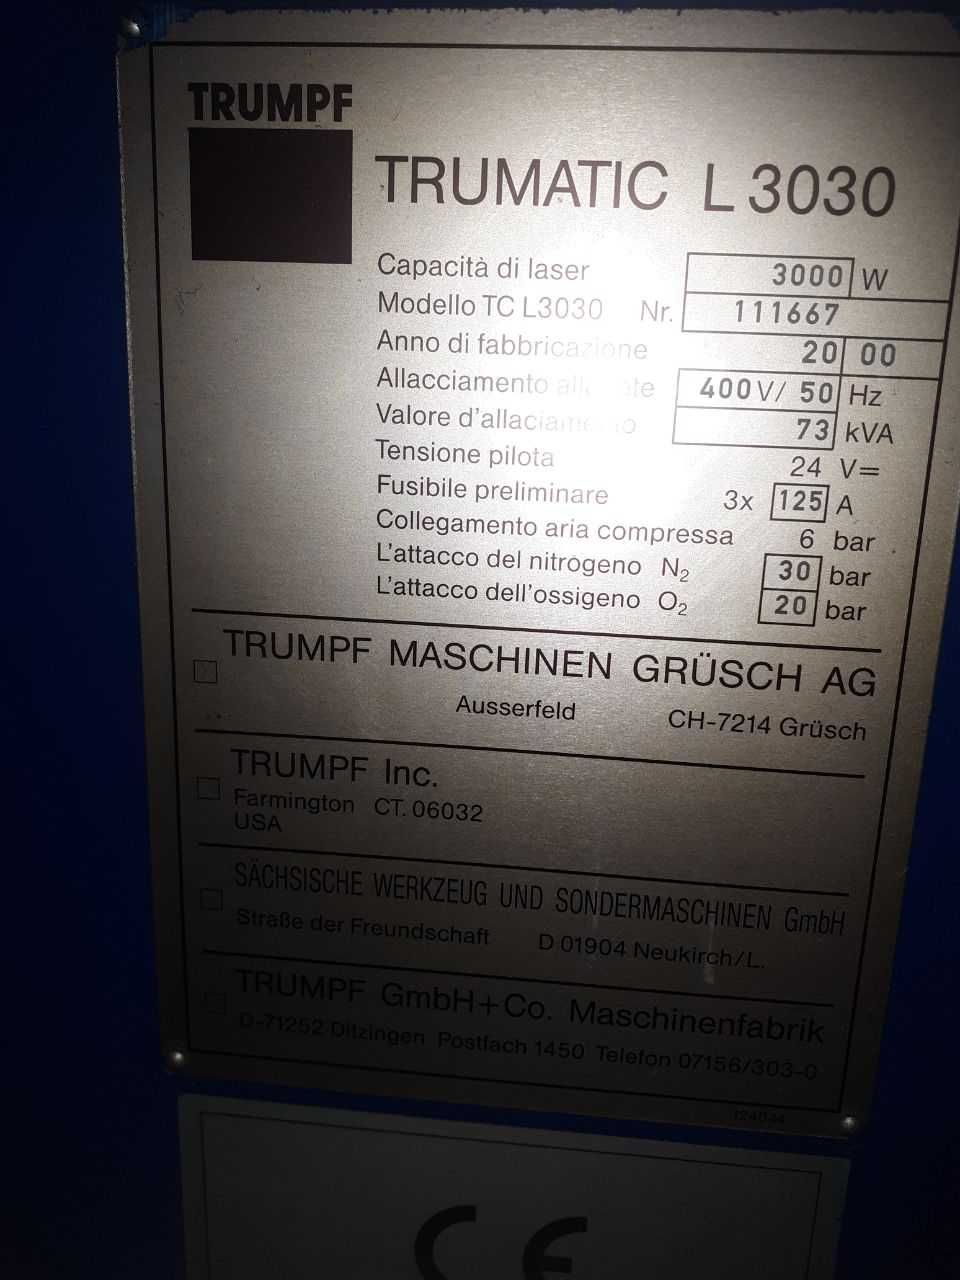 TRUMPF
TRUMATIC L 3030
Capacità di laser 3000 W
Modello TC L3030 Nr. 111667
Anno di fabbricazione 20 00
Allacciamento alla rete 400 V/ 50 Hz
Valore d'allaciamento 73 kVA
Tensione pilota 24 V=
Fusibile preliminare 3x 125 A
Collegamento aria compressa 6 bar
L'attacco del nitrogeno N₂ 30 bar
L'attacco dell'ossigeno O₂ 20 bar
TRUMPF MASCHINEN GRÜSCH AG
Ausserfeld CH-7214 Grüsch
TRUMPF Inc.
Farmington CT. 06032
USA
SÄCHSISCHE WERKZEUG UND SONDERMASCHINEN GmbH
Straße der Freundschaft D 01904 Neukirch/L.
TRUMPF GmbH+Co. Maschinenfabrik
D-71252 Ditzingen Postfach 1450 Telefon 07156/303-0
CE